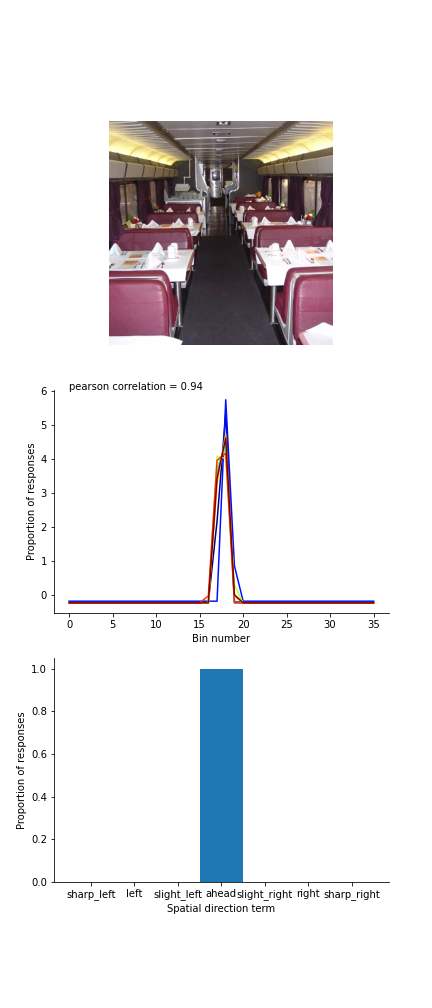 pearson correlation = 0.94
6
5
4
3
2
1
0
Proportion of responses
0 5 10 15 20 25 30 35
Bin number
1.0
0.8
0.6
0.4
0.2
0.0
Proportion of responses
sharp_left left slight_left ahead slight_right right sharp_right
Spatial direction term